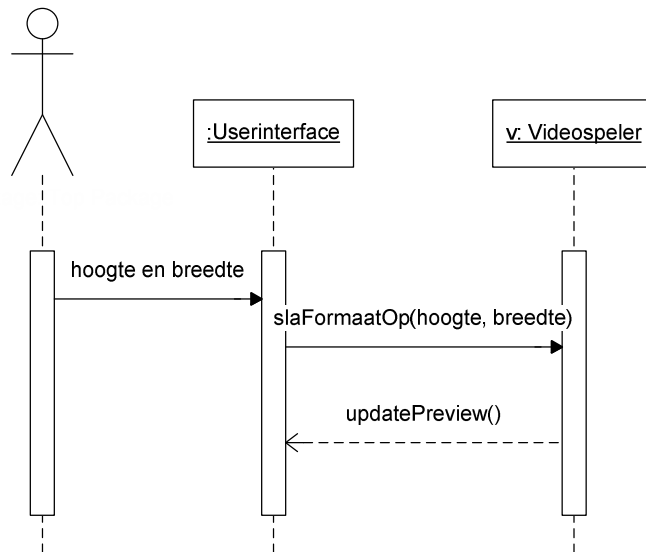 :Userinterface
v: Videospeler
hoogte en breedte
slaFormaatOp(hoogte, breedte)
updatePreview()